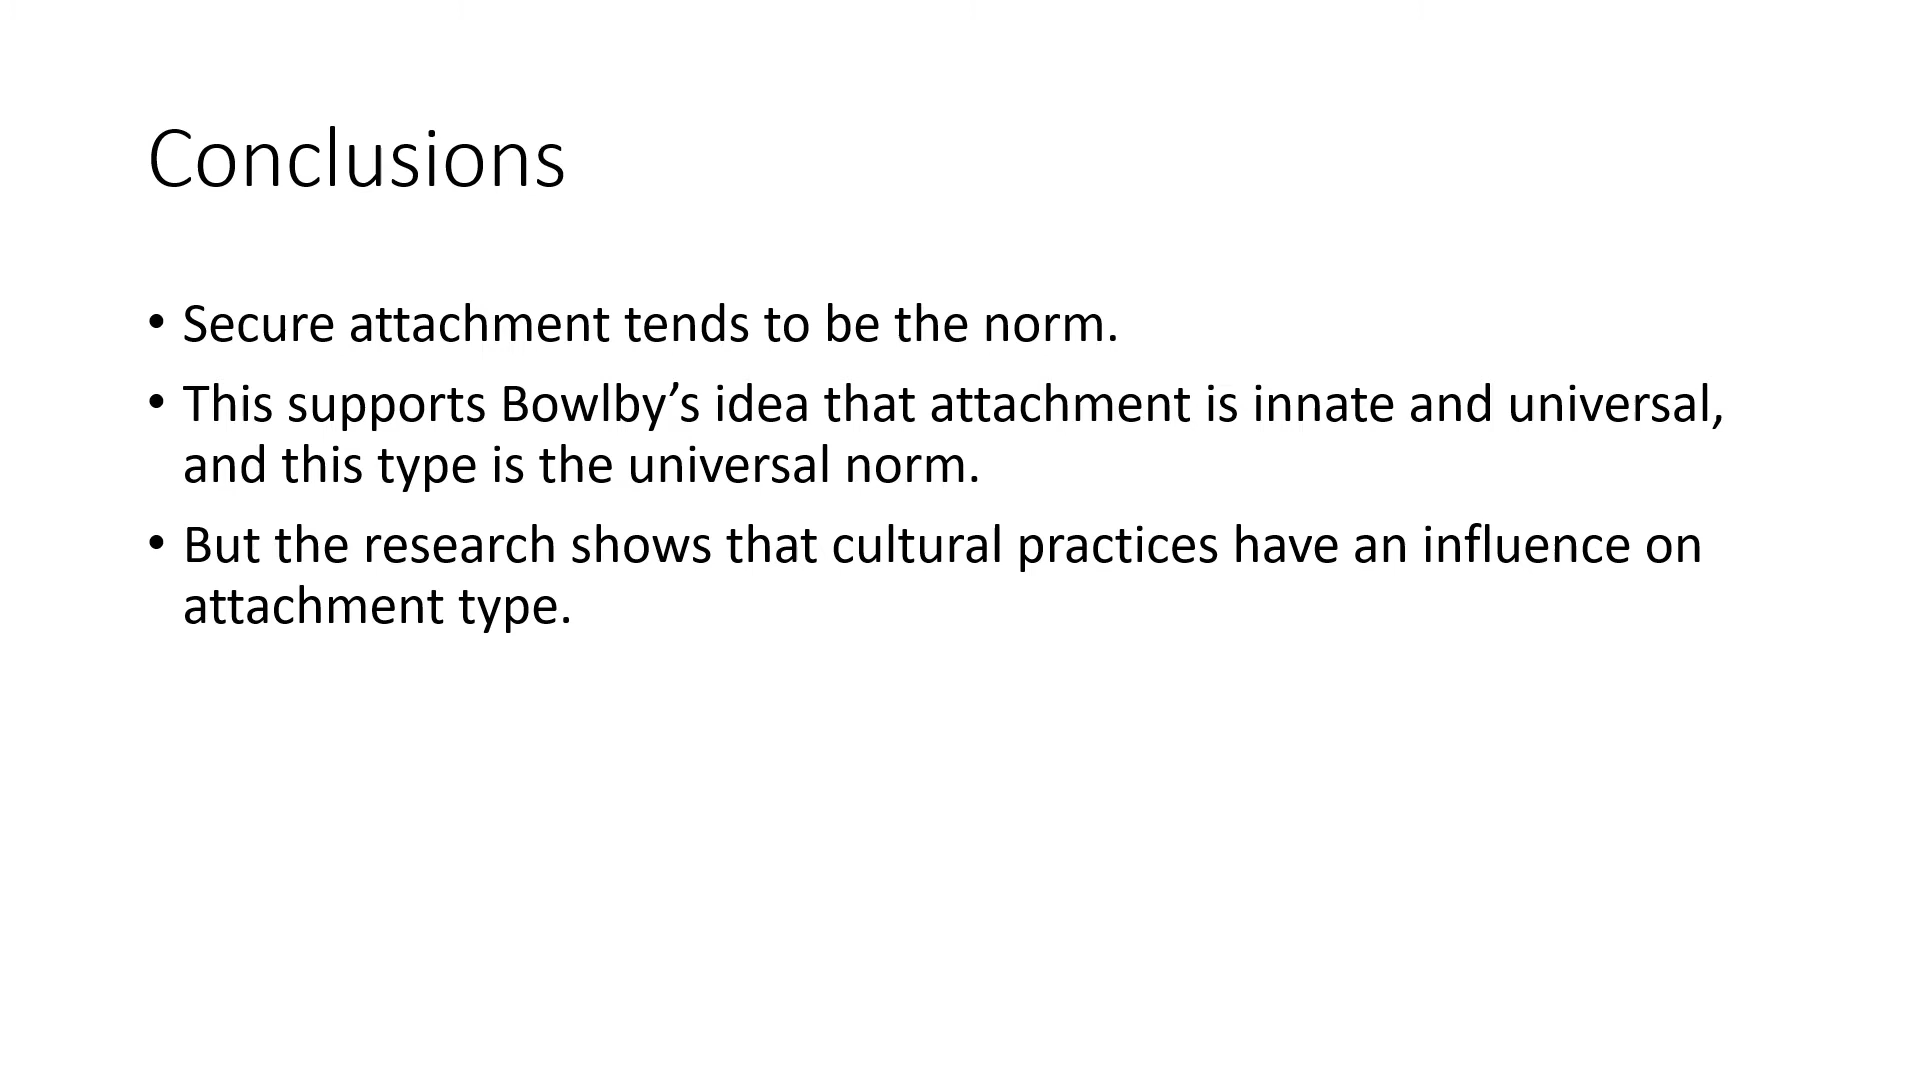 Conclusions
• Secure attachment tends to be the norm.
• This supports Bowlby’s idea that attachment is innate and universal,
and this type is the universal norm.
• But the research shows that cultural practices have an influence on
attachment type.